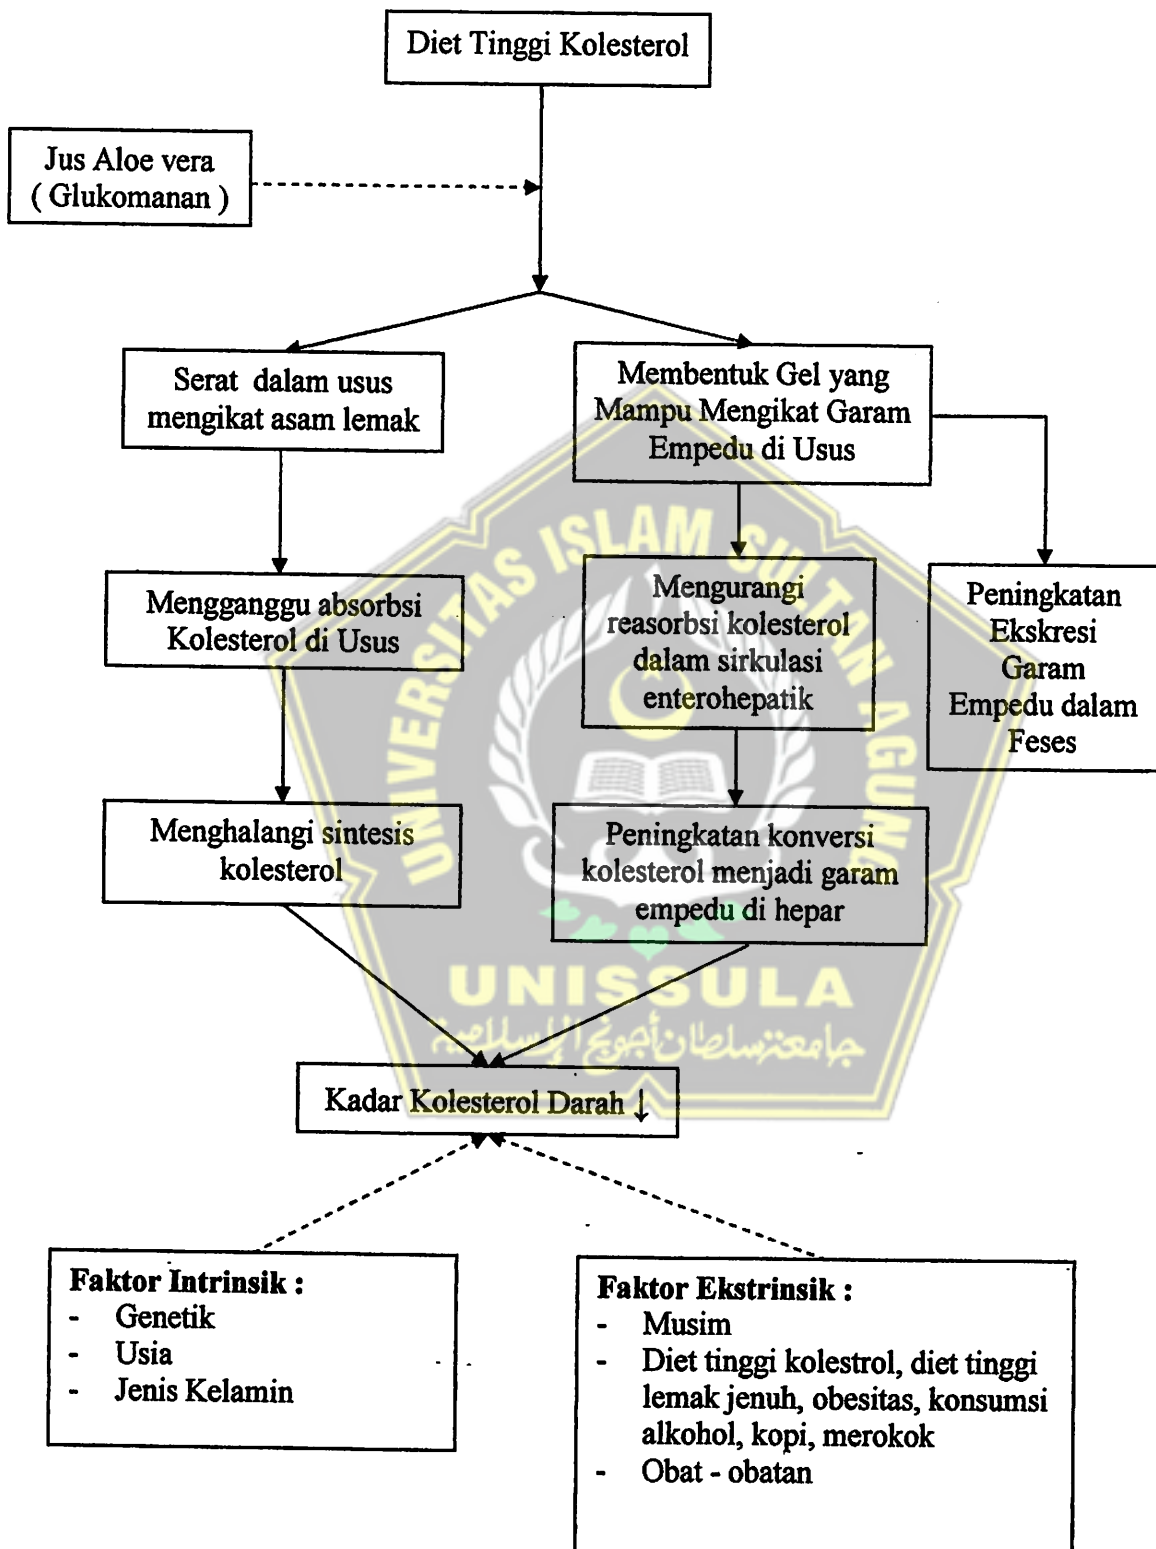 Diet Tinggi Kolesterol
Jus Aloe vera
( Glukomanan )
Serat dalam usus
mengikat asam lemak
Membentuk Gel yang
Mampu Mengikat Garam
Empedu di Usus
Mengganggu absorbsi
Kolesterol di Usus
Mengurangi
reasorbsi kolesterol
dalam sirkulasi
enterohepatik
Peningkatan
Ekskresi
Garam
Empedu dalam
Feses
Menghalangi sintesis
kolesterol
Peningkatan konversi
kolesterol menjadi garam
empedu di hepar
UNIVERSITAS ISLAM SULTAN AGUNG
UNISSULA
جامعة سلطان أجونج الإسلامية
Kadar Kolesterol Darah ↓
Faktor Intrinsik :
- Genetik
- Usia
- Jenis Kelamin
Faktor Ekstrinsik :
- Musim
- Diet tinggi kolestrol, diet tinggi
lemak jenuh, obesitas, konsumsi
alkohol, kopi, merokok
- Obat - obatan